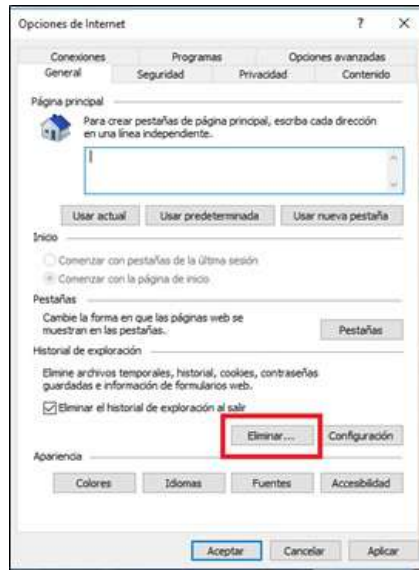 Opciones de Internet ? ×
Conexiones Programas Opciones avanzadas
General Seguridad Privacidad Contenido
Página principal
Para crear pestañas de página principal, escriba cada dirección
en una línea independiente.
Usar actual Usar predeterminada Usar nueva pestaña
Inicio
Comenzar con pestañas de la última sesión
Comenzar con la página de inicio
Pestañas
Cambie la forma en que las páginas web se
muestran en las pestañas.
Pestañas
Historial de exploración
Elimine archivos temporales, historial, cookies, contraseñas
guardadas e información de formularios web.
Eliminar el historial de exploración al salir
Eliminar... Configuración
Apariencia
Colores Idiomas Fuentes Accesibilidad
Aceptar Cancelar Aplicar